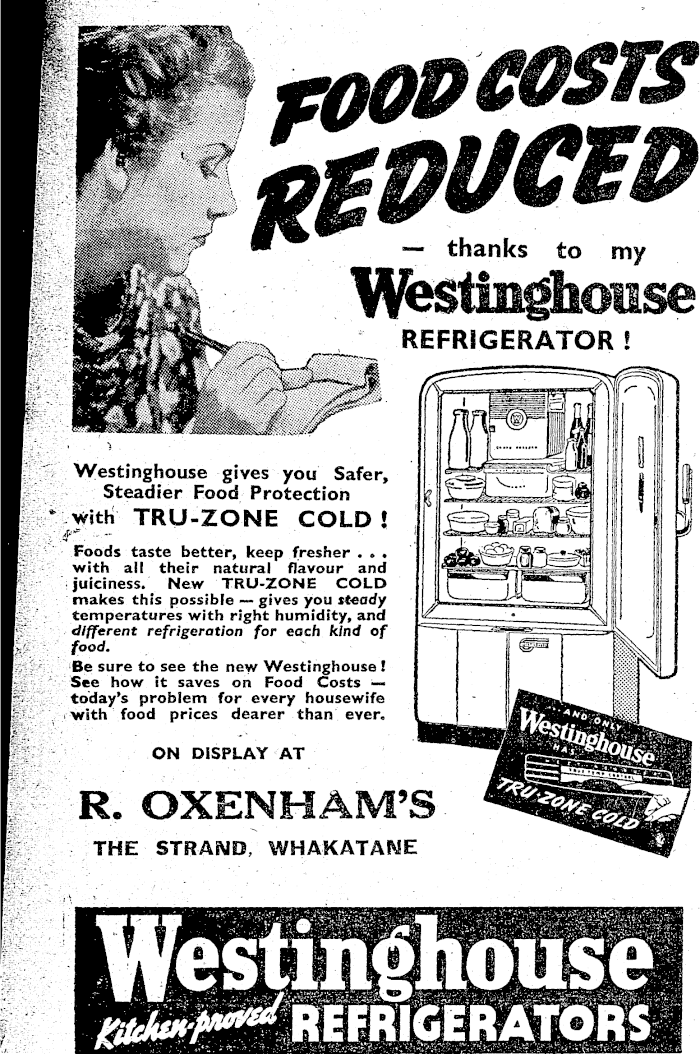 FOOD COSTS
REDUCED
— thanks to my
Westinghouse
REFRIGERATOR !
Westinghouse gives you Safer,
Steadier Food Protection
with TRU-ZONE COLD !
Foods taste better, keep fresher . . .
with all their natural flavour and
juiciness. New TRU-ZONE COLD
makes this possible — gives you steady
temperatures with right humidity, and
different refrigeration for each kind of
food.
Be sure to see the new Westinghouse !
See how it saves on Food Costs —
today's problem for every housewife
with food prices dearer than ever.
ON DISPLAY AT
R. OXENHAM'S
THE STRAND, WHAKATANE
... AND ONLY
Westinghouse
HAS
TRU-ZONE COLD
Westinghouse
Kitchen-proved REFRIGERATORS